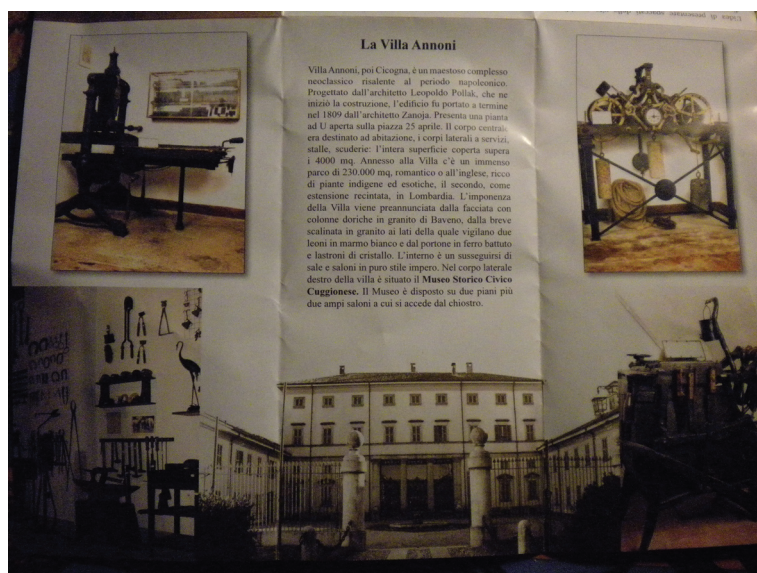 La Villa Annoni
Villa Annoni, poi Cicogna, è un maestoso complesso
neoclassico risalente al periodo napoleonico.
Progettato dall'architetto Leopoldo Pollak, che ne
iniziò la costruzione, l'edificio fu portato a termine
nel 1809 dall'architetto Zanoja. Presenta una pianta
ad U aperta sulla piazza 25 aprile. Il corpo centrale
era destinato ad abitazione, i corpi laterali a servizi,
stalle, scuderie: l'intera superficie coperta supera
i 4000 mq. Annesso alla Villa c'è un immenso
parco di 230.000 mq, romantico o all'inglese, ricco
di piante indigene ed esotiche, il secondo, come
estensione recintata, in Lombardia. L'imponenza
della Villa viene preannunciata dalla facciata con
colonne doriche in granito di Baveno, dalla breve
scalinata in granito ai lati della quale vigilano due
leoni in marmo bianco e dal portone in ferro battuto
e lastroni di cristallo. L'interno è un susseguirsi di
sale e saloni in puro stile impero. Nel corpo laterale
destro della villa è situato il Museo Storico Civico
Cuggionese. Il Museo è disposto su due piani più
due ampi saloni a cui si accede dal chiostro.